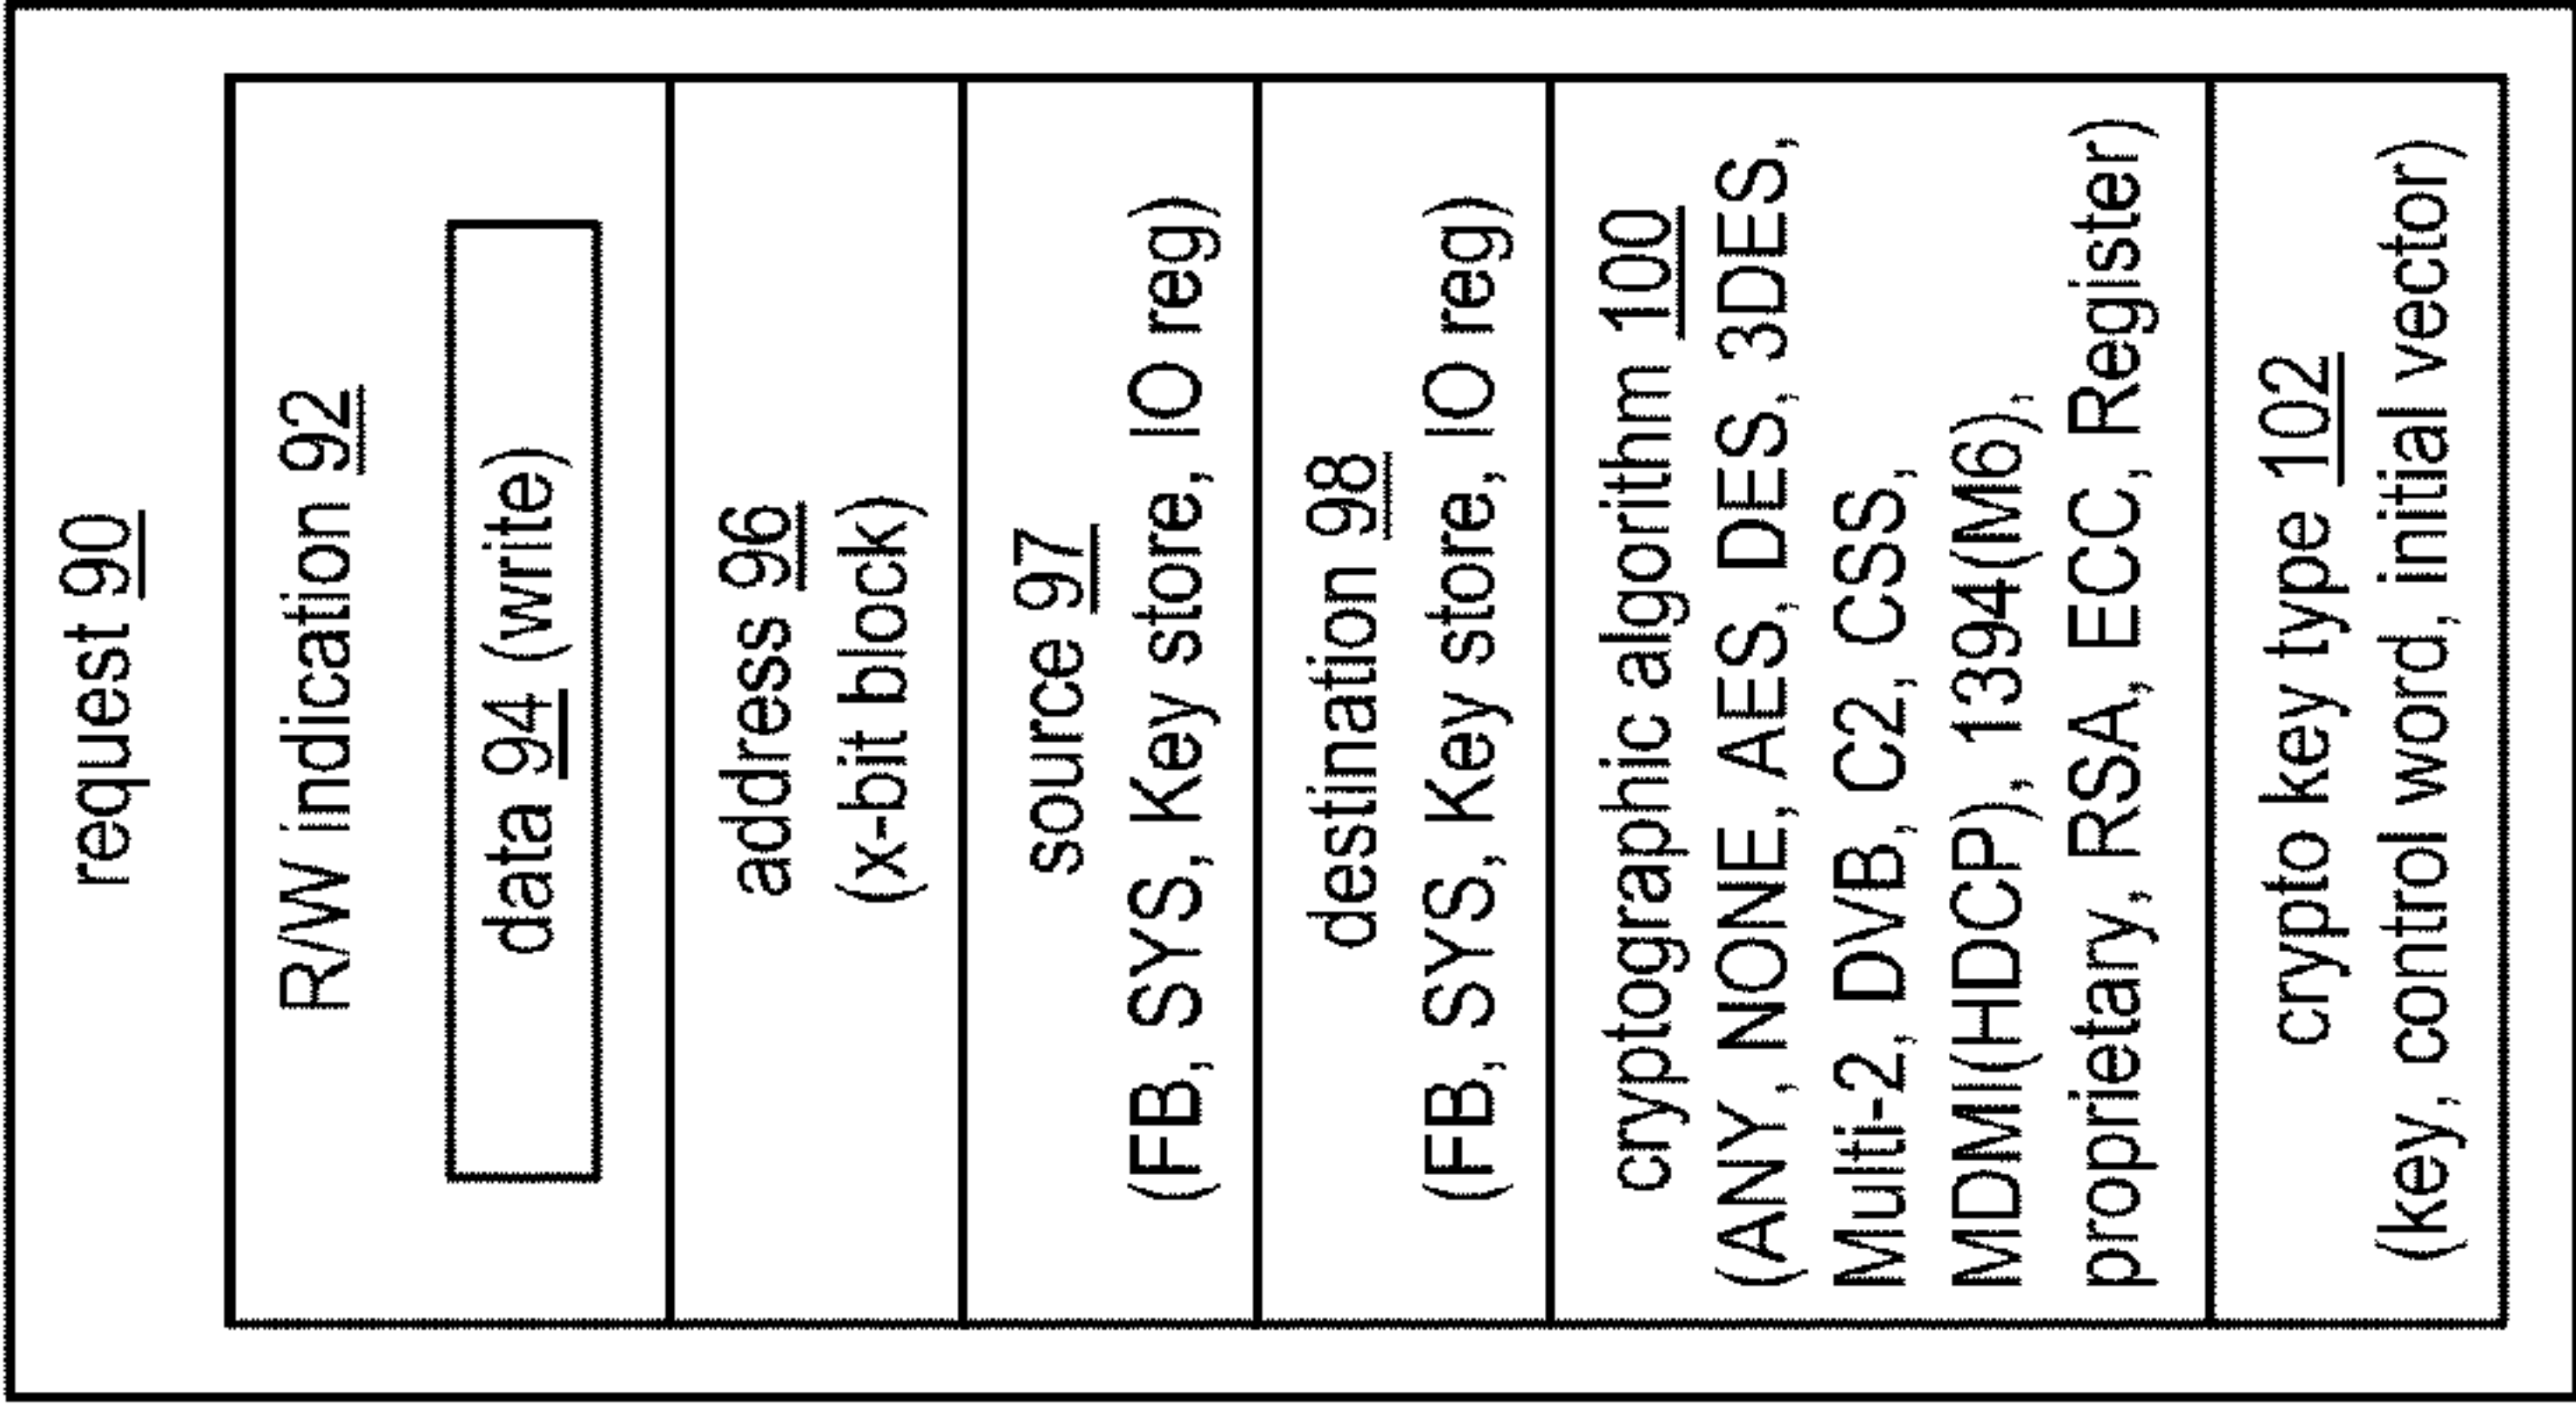 request 90
R/W indication 92
data 94 (write)
address 96
(x-bit block)
source 97
(FB, SYS, Key store, IO reg)
destination 98
(FB, SYS, Key store, IO reg)
cryptographic algorithm 100
(ANY, NONE, AES, DES, 3DES,
Multi-2, DVB, C2, CSS,
MDMI(HDCP), 1394(M6),
proprietary, RSA, ECC, Register)
crypto key type 102
(key, control word, initial vector)